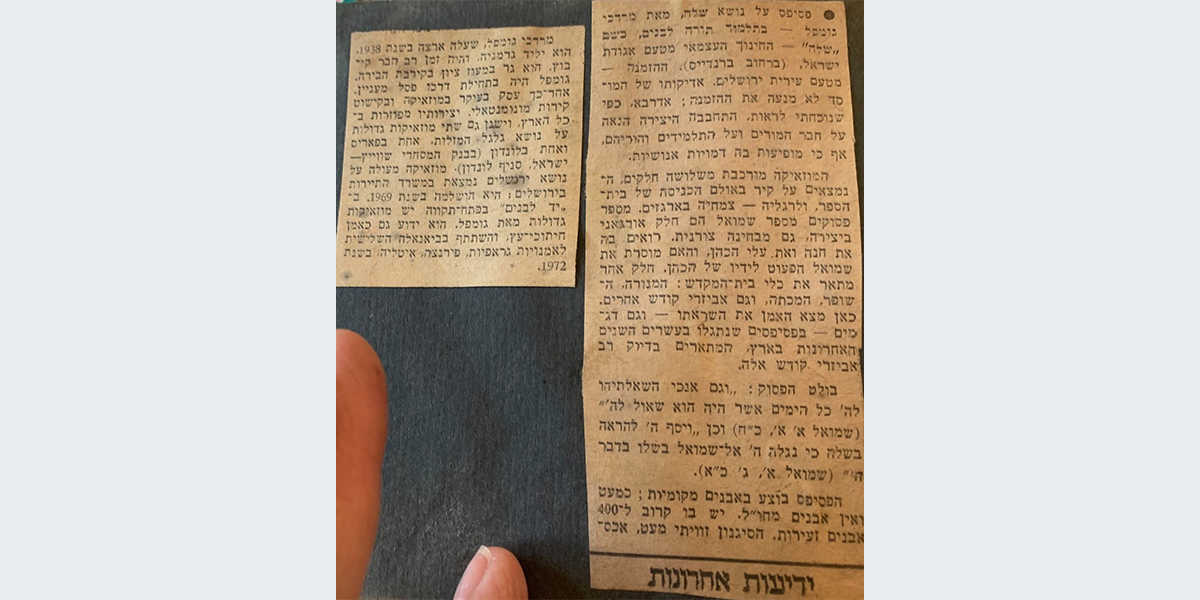 ● פסיפס על נושא שלה, מאת מרדכי
גומפל — בתלמוד תורה לבנים, בשם
„שלה” — החינוך העצמאי מטעם אגודת
ישראל, (ברחוב ברנדייס), ההזמנה —
מטעם עירית ירושלים. אדיקותו של המו־
סד לא מנעה את ההזמנה; אדרבא, כפי
שנוכחתי לראות, התחבבה היצירה הנאה
על חבר המורים ועל התלמידים והוריהם,
אף כי מופיעות בה דמויות אנושיות.
המוזאיקה מורכבת משלושה חלקים, ה־
נמצאים על קיר באולם הכניסה של בית־
הספר, ולרגליה — צמחיה בארגזים. מספר
פסוקים מספר שמואל הם חלק אורגאני
ביצירה, גם מבחינה צורנית. רואים בה
את חנה ואת עלי הכהן, והאם מוסרת את
שמואל הפעוט לידיו של הכהן. חלק אחר
מתאר את כלי בית־המקדש: המנורה, ה־
שופר, המכתה, וגם אביזרי קודש אחרים.
כאן מצא האמן את השראתו — וגם דג־
מים — בפסיפסים שנתגלו בעשרים השנים
האחרונות בארץ, המתארים בדיוק רב
אביזרי קודש אלה.
בולט הפסוק: „וגם אנכי השאלתיהו
לה' כל הימים אשר היה הוא שאול לה'”
(שמואל א' א', כ”ח) וכן „ויסף ה' להראה
בשלה כי נגלה ה' אל־שמואל בשלו בדבר
ה'” (שמואל א', ג' כ”א).
הפסיפס בוצע באבנים מקומיות; כמעט
ואין אבנים מחו”ל. יש בו קרוב ל־400
אבנים זעירות. הסיגנון זוויתי מעט, אכס־
ידיעות אחרונות
מרדכי גומפל, שעלה ארצה בשנת 1938,
הוא יליד גרמניה, והיה זמן רב חבר קי־
בוץ. הוא גר במעוז ציון בקירבת הבירה.
גומפל היה בתחילת דרכו פסל מעניין,
אחר־כך עסק בעיקר במוזאיקה ובקישוט
קירות מונומנטאלי. יצירותיו מפוזרות ב־
כל הארץ, וישנן גם שתי מוזאיקות גדולות
על נושא גלגל המזלות, אחת בפאריס
ואחת בלונדון (בבנק המסחרי שווייץ—
ישראל, סניף לונדון). מוזאיקה מעולה על
נושא ירושלים נמצאת במשרד התיירות
בירושלים; היא הושלמה בשנת 1969. ב־
„יד לבנים” בפתח־תקווה יש מוזאיקות
גדולות מאת גומפל. הוא ידוע גם כאמן
חיתוכי־עץ, והשתתף בביאנאלה השלישית
לאמנויות גראפיות, פירנצה, איטליה בשנת
1972.